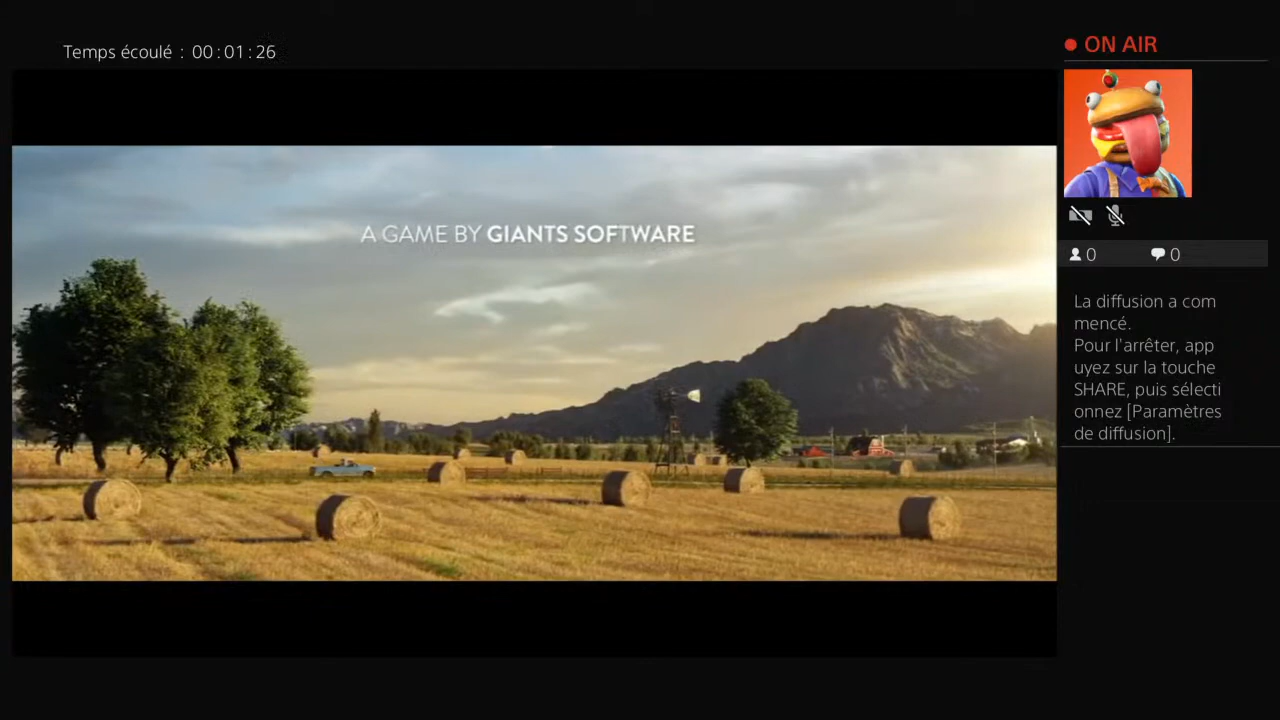 Temps écoulé : 00:01:26
ON AIR
A GAME BY GIANTS SOFTWARE
0 0
La diffusion a com
mencé.
Pour l'arrêter, app
uyez sur la touche
SHARE, puis sélecti
onnez [Paramètres
de diffusion].